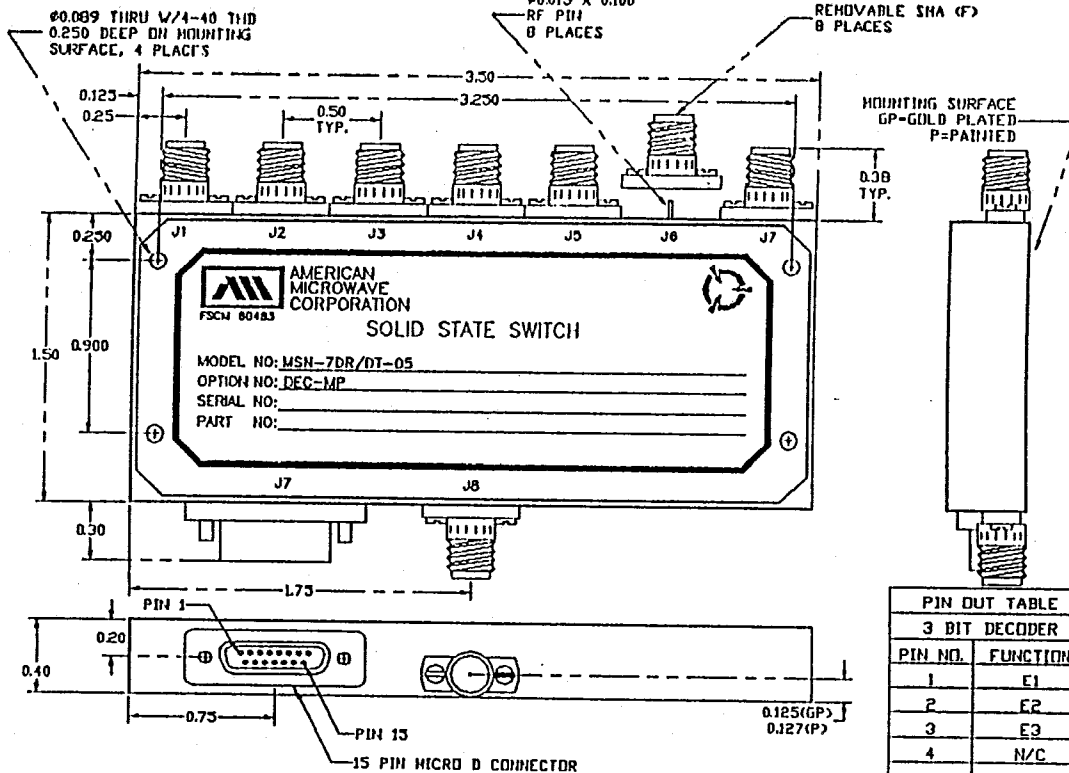 Ø0.089 THRU W/4-40 THD
0.250 DEEP ON MOUNTING
SURFACE, 4 PLACES
RF PIN
8 PLACES
REMOVABLE SMA (F)
8 PLACES
3.50
3.250
0.125
0.25
0.50
TYP.
MOUNTING SURFACE
GP=GOLD PLATED
P=PAINTED
0.38
TYP.
J1 J2 J3 J4 J5 J6 J7
0.250
0.900
1.50
AMERICAN
MICROWAVE
CORPORATION
FSCM 60483
SOLID STATE SWITCH
MODEL NO: MSN-7DR/DT-05
OPTION NO: DEC-MP
SERIAL NO:
PART NO:
J7 J8
0.30
1.75
PIN 1
0.20
0.40
0.75
PIN 15
15 PIN MICRO D CONNECTOR
0.125(GP)
0.127(P)
PIN OUT TABLE
3 BIT DECODER
PIN NO. FUNCTION
1 E1
2 E2
3 E3
4 N/C